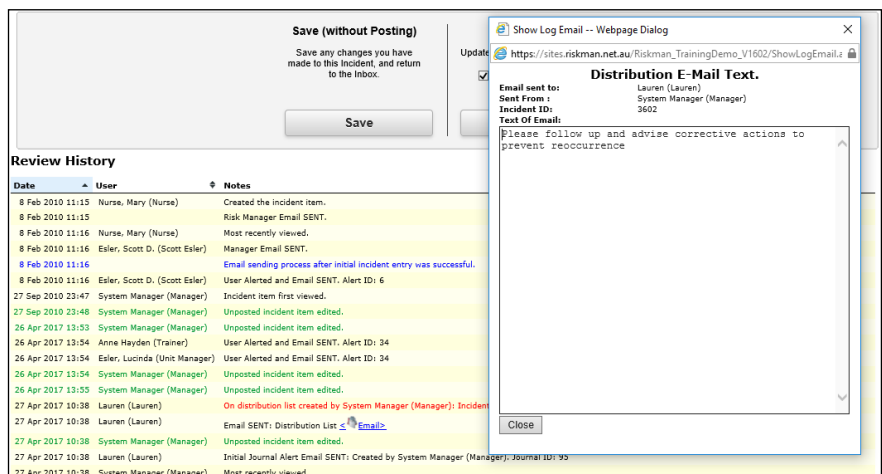 Save (without Posting)
Save any changes you have
made to this Incident, and return
to the Inbox.
Save
Update
Show Log Email -- Webpage Dialog
https://sites.riskman.net.au/Riskman_TrainingDemo_V1602/ShowLogEmail.a
Distribution E-Mail Text.
Email sent to: Lauren (Lauren)
Sent From : System Manager (Manager)
Incident ID: 3602
Text Of Email:
Please follow up and advise corrective actions to
prevent reoccurrence
Close
Review History
Date User Notes
8 Feb 2010 11:15 Nurse, Mary (Nurse) Created the incident item.
8 Feb 2010 11:15 Risk Manager Email SENT.
8 Feb 2010 11:16 Nurse, Mary (Nurse) Most recently viewed.
8 Feb 2010 11:16 Esler, Scott D. (Scott Esler) Manager Email SENT.
8 Feb 2010 11:16 Email sending process after initial incident entry was successful.
8 Feb 2010 11:16 Esler, Scott D. (Scott Esler) User Alerted and Email SENT. Alert ID: 6
27 Sep 2010 23:47 System Manager (Manager) Incident item first viewed.
27 Sep 2010 23:48 System Manager (Manager) Unposted incident item edited.
26 Apr 2017 13:53 System Manager (Manager) Unposted incident item edited.
26 Apr 2017 13:54 Anne Hayden (Trainer) User Alerted and Email SENT. Alert ID: 34
26 Apr 2017 13:54 Esler, Lucinda (Unit Manager) User Alerted and Email SENT. Alert ID: 34
26 Apr 2017 13:54 System Manager (Manager) Unposted incident item edited.
26 Apr 2017 13:55 System Manager (Manager) Unposted incident item edited.
27 Apr 2017 10:38 Lauren (Lauren) On distribution list created by System Manager (Manager): Incident
27 Apr 2017 10:38 Lauren (Lauren) Email SENT: Distribution List < Email>
27 Apr 2017 10:38 System Manager (Manager) Unposted incident item edited.
27 Apr 2017 10:38 Lauren (Lauren) Initial Journal Alert Email SENT: Created by System Manager (Manager). Journal ID: 95
27 Apr 2017 10:38 System Manager (Manager) Most recently viewed.